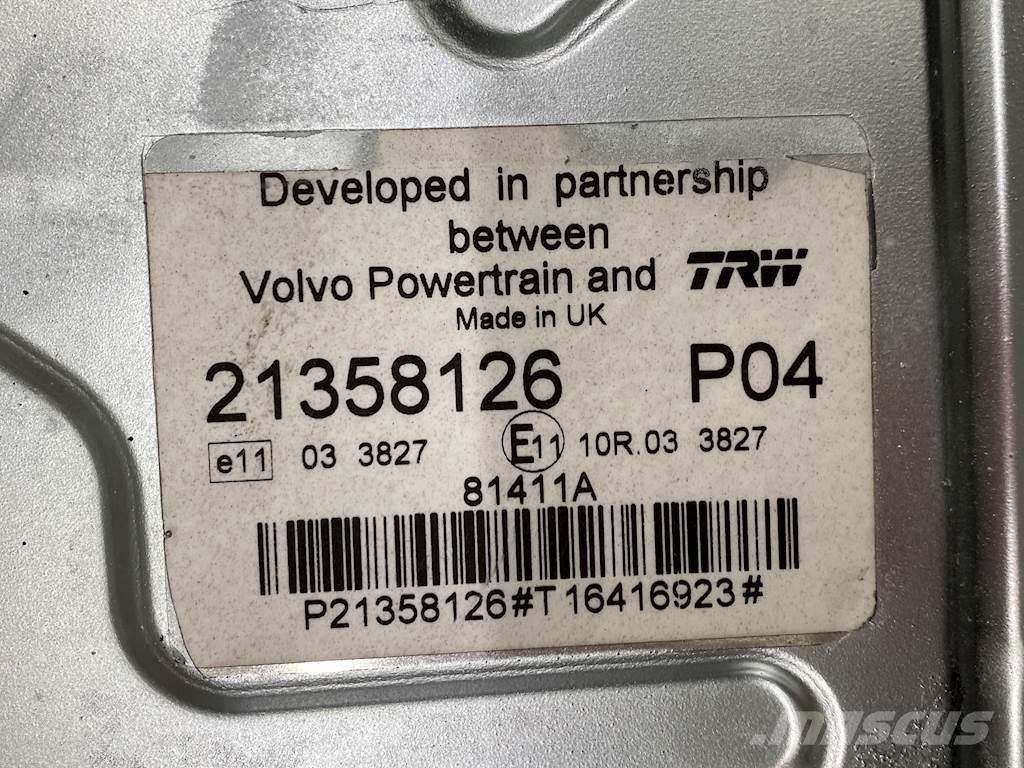 Developed in partnership
between
Volvo Powertrain and TRW
Made in UK
21358126 P04
e11 03 3827 E11 10R.03 3827
81411A
P21358126#T16416923#
mascus